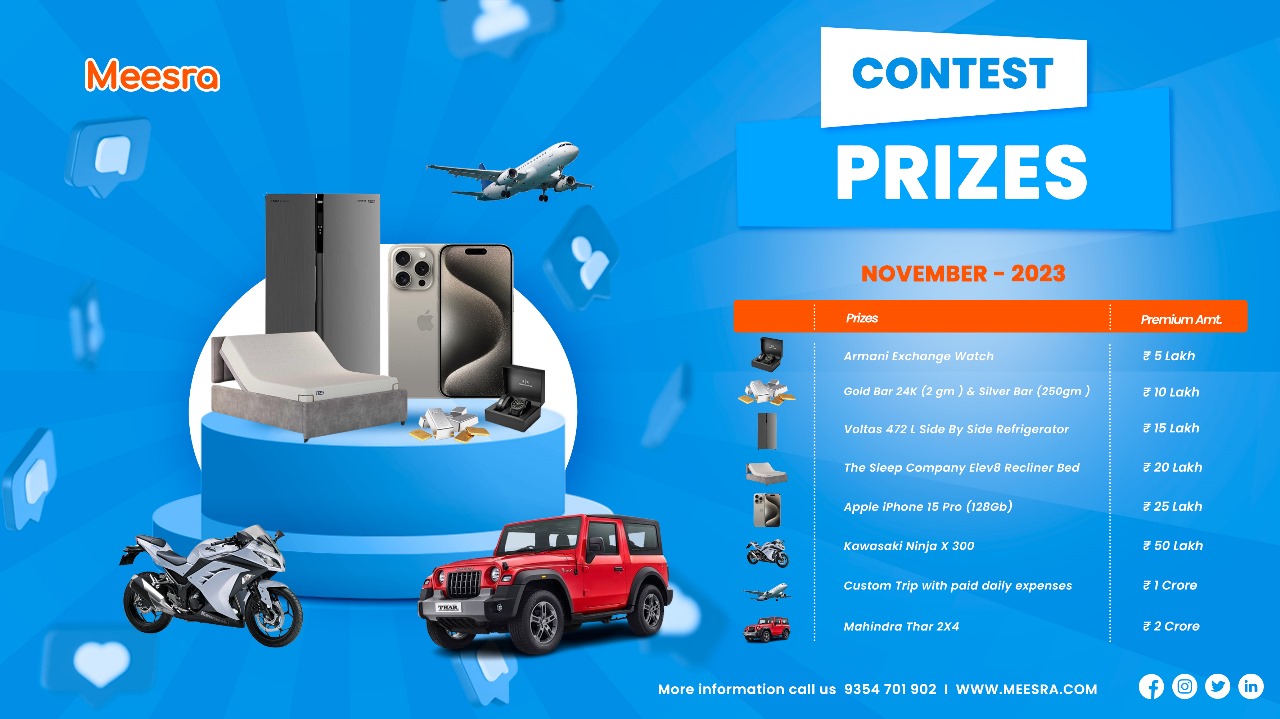 Meesra
CONTEST
PRIZES
NOVEMBER - 2023
Prizes Premium Amt.
Armani Exchange Watch ₹ 5 Lakh
Gold Bar 24K (2 gm ) & Silver Bar (250gm ) ₹ 10 Lakh
Voltas 472 L Side By Side Refrigerator ₹ 15 Lakh
The Sleep Company Elev8 Recliner Bed ₹ 20 Lakh
Apple iPhone 15 Pro (128Gb) ₹ 25 Lakh
Kawasaki Ninja X 300 ₹ 50 Lakh
Custom Trip with paid daily expenses ₹ 1 Crore
Mahindra Thar 2X4 ₹ 2 Crore
THAR
More information call us 9354 701 902 | WWW.MEESRA.COM